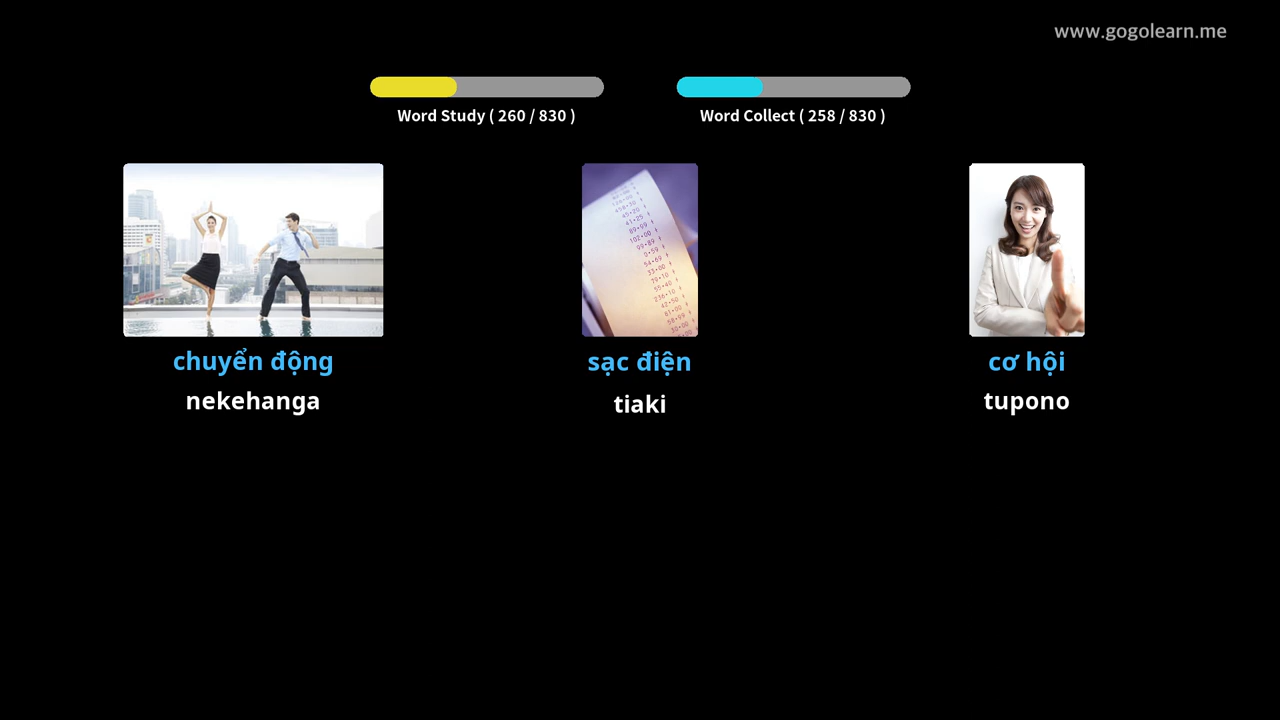 www.gogolearn.me
Word Study ( 260 / 830 )
Word Collect ( 258 / 830 )
chuyển động
sạc điện
cơ hội
nekehanga
tiaki
tupono